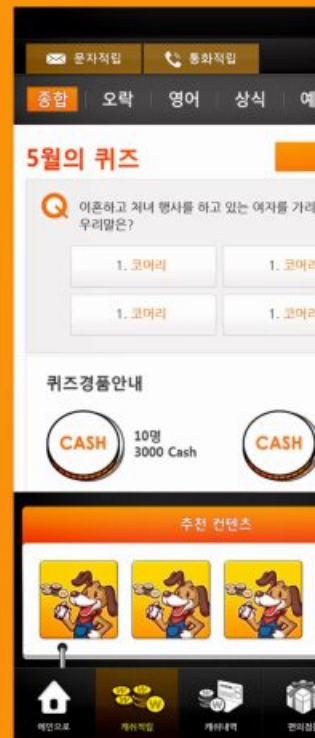 문자적립 통화적립
종합 오락 영어 상식
5월의 퀴즈
Q 이혼하고 처녀 행사를 하고 있는 여자를
우리말은?
1. 코머리 1. 코머리
1. 코머리 1. 코머리
퀴즈경품안내
CASH 10명 CASH
3000 Cash
추천 컨텐츠
메인으로 캐쉬적립 캐쉬내역